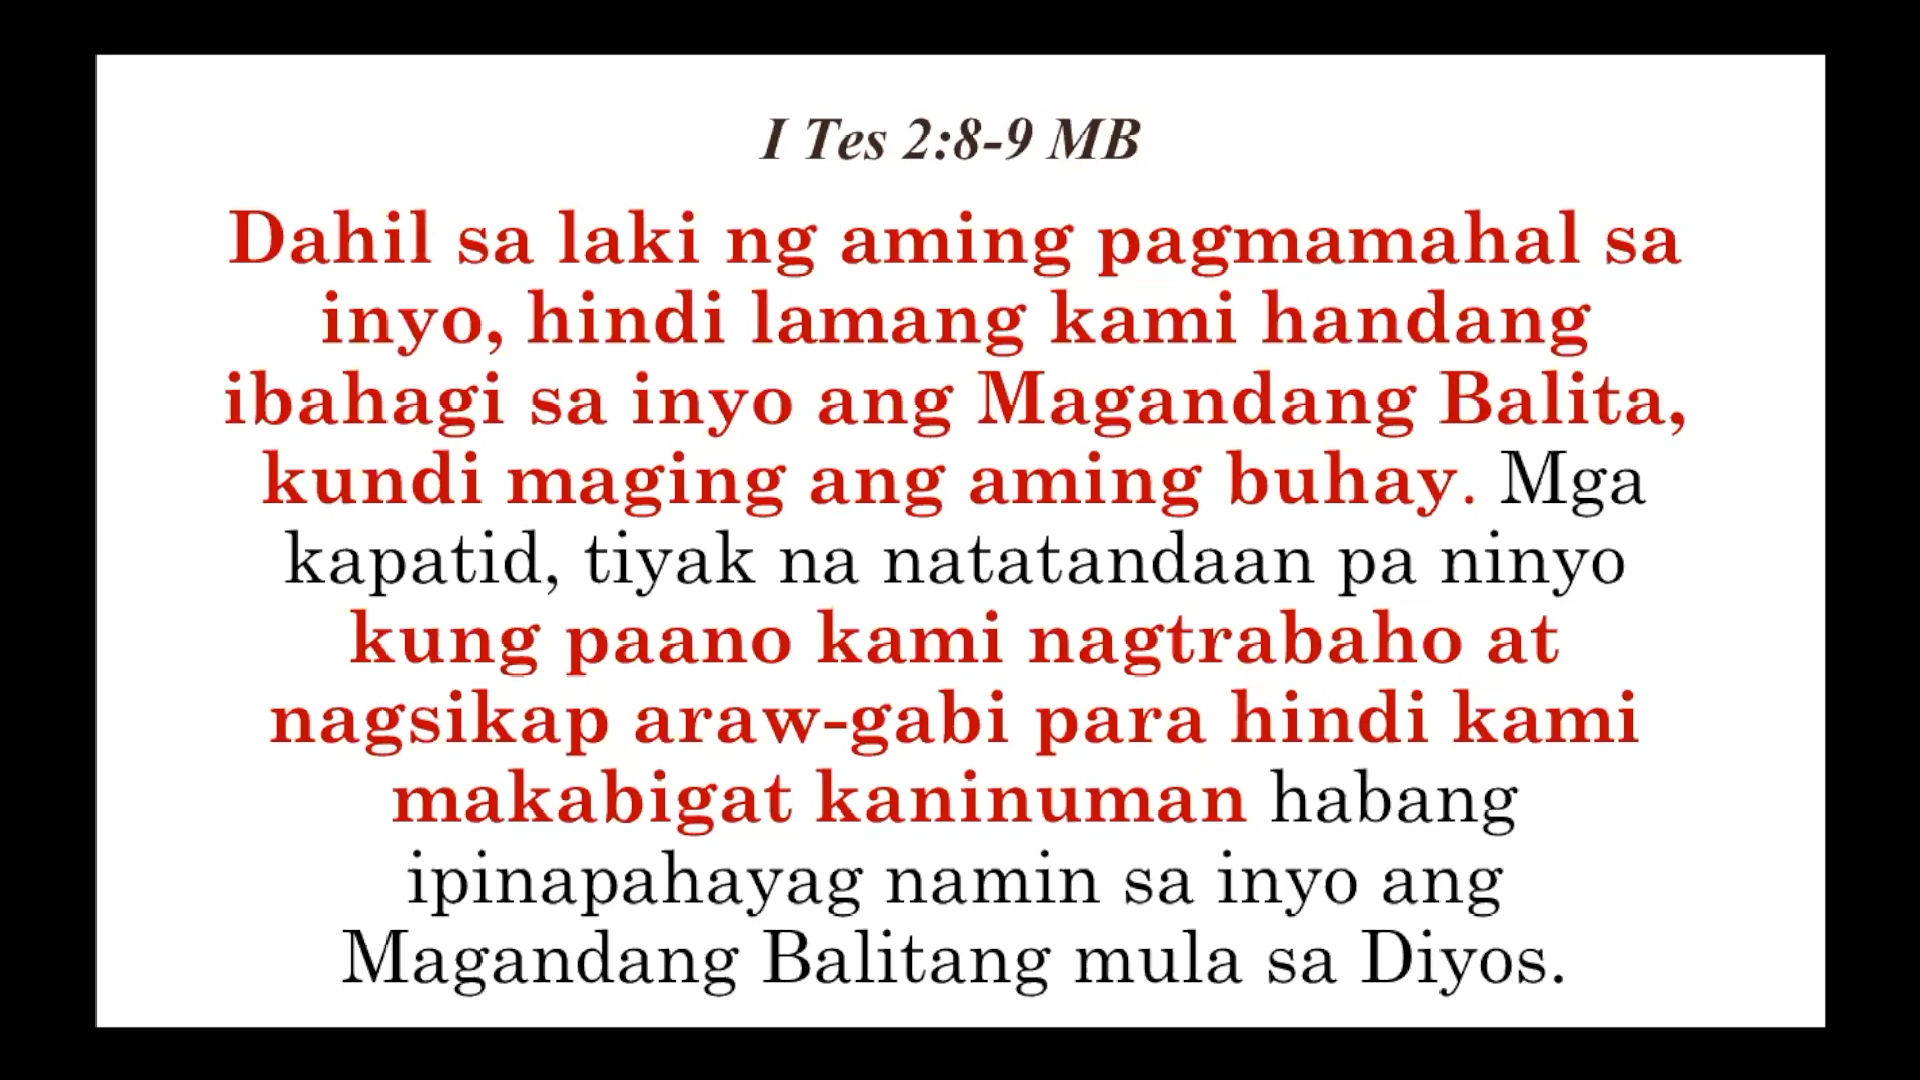 I Tes 2:8-9 MB
Dahil sa laki ng aming pagmamahal sa
inyo, hindi lamang kami handang
ibahagi sa inyo ang Magandang Balita,
kundi maging ang aming buhay. Mga
kapatid, tiyak na natatandaan pa ninyo
kung paano kami nagtrabaho at
nagsikap araw-gabi para hindi kami
makabigat kaninuman habang
ipinapahayag namin sa inyo ang
Magandang Balitang mula sa Diyos.